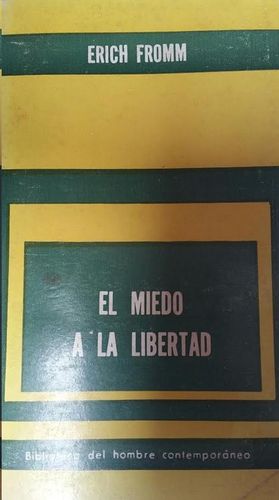 ERICH FROMM
EL MIEDO
A LA LIBERTAD
Biblioteca del hombre contemporáneo